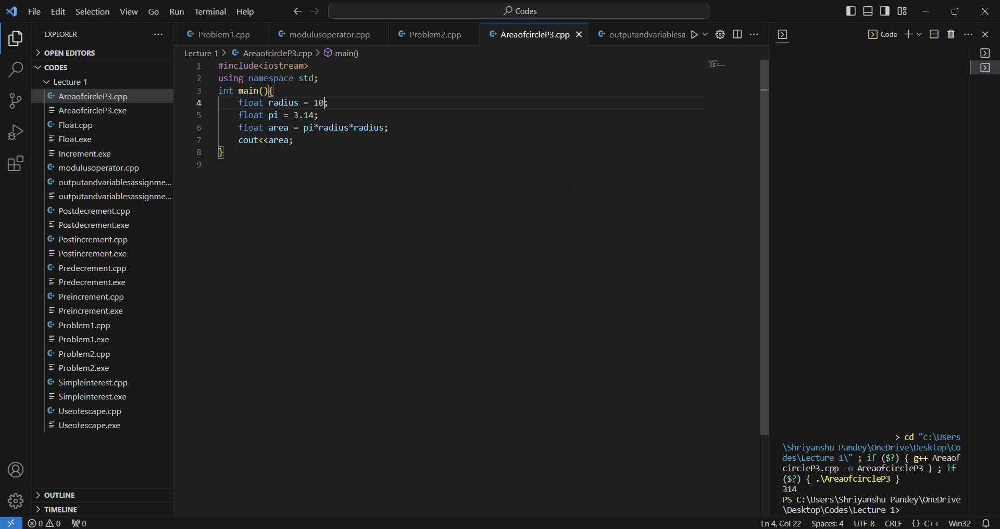 File Edit Selection View Go Run Terminal Help
Codes
EXPLORER
OPEN EDITORS
CODES
Lecture 1
AreaofcircleP3.cpp
AreaofcircleP3.exe
Float.cpp
Float.exe
Increment.exe
modulusoperator.cpp
outputandvariablesassignme...
outputandvariablesassignme...
Postdecrement.cpp
Postdecrement.exe
Postincrement.cpp
Postincrement.exe
Predecrement.cpp
Predecrement.exe
Preincrement.cpp
Preincrement.exe
Problem1.cpp
Problem1.exe
Problem2.cpp
Problem2.exe
Simpleinterest.cpp
Simpleinterest.exe
Useofescape.cpp
Useofescape.exe
OUTLINE
TIMELINE
Problem1.cpp modulusoperator.cpp Problem2.cpp AreaofcircleP3.cpp outputandvariablesa
Lecture 1 > AreaofcircleP3.cpp > main()
1 #include<iostream>
2 using namespace std;
3 int main(){
4 float radius = 10;
5 float pi = 3.14;
6 float area = pi*radius*radius;
7 cout<<area;
8 }
9
Code
> cd "c:\Users
\Shriyanshu Pandey\OneDrive\Desktop\Co
des\Lecture 1\" ; if ($?) { g++ Areaof
circleP3.cpp -o AreaofcircleP3 } ; if
($?) { .\AreaofcircleP3 }
314
PS C:\Users\Shriyanshu Pandey\OneDrive
\Desktop\Codes\Lecture 1>
0 0 0 Ln 4, Col 22 Spaces: 4 UTF-8 CRLF {} C++ Win32